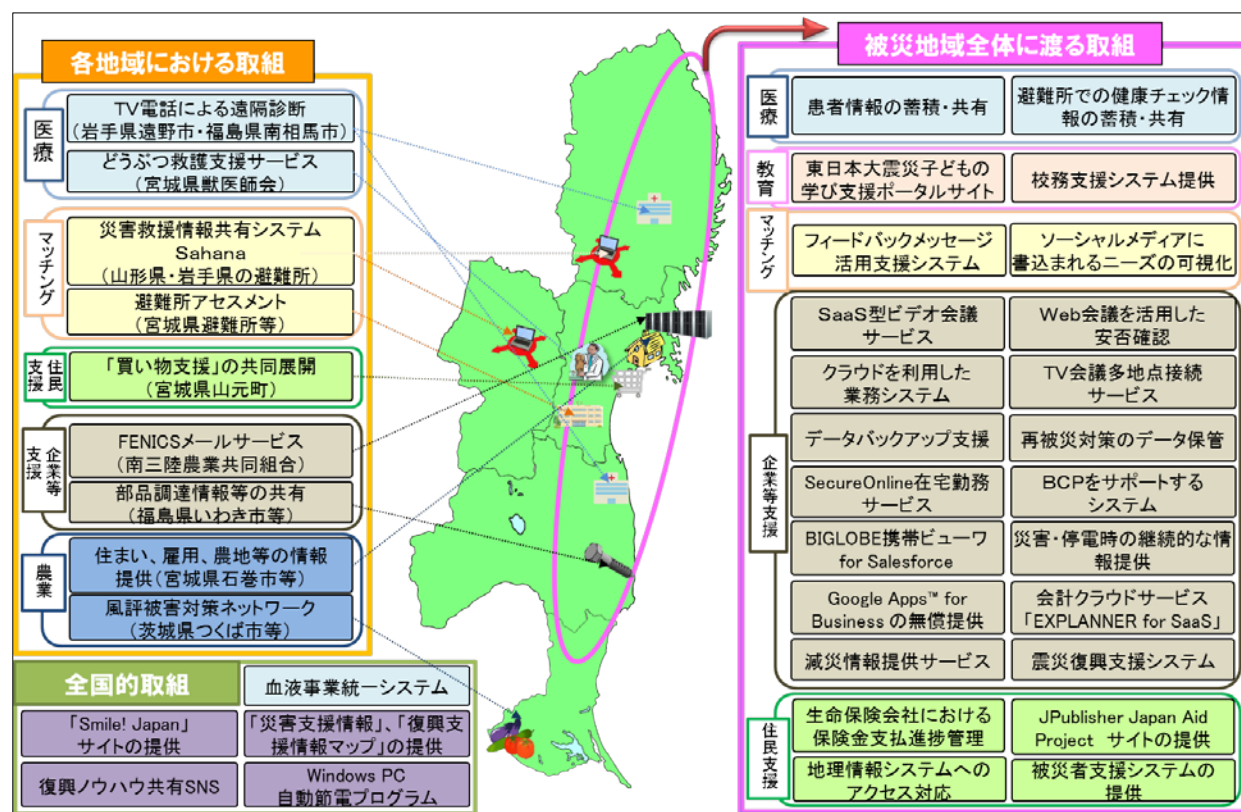 各地域における取組
医療
TV電話による遠隔診断
(岩手県遠野市・福島県南相馬市)
どうぶつ救護支援サービス
(宮城県獣医師会)
マッチング
災害救援情報共有システム
Sahana
(山形県・岩手県の避難所)
避難所アセスメント
(宮城県避難所等)
住民
支援
「買い物支援」の共同展開
(宮城県山元町)
企業等
支援
FENICSメールサービス
(南三陸農業共同組合)
部品調達情報等の共有
(福島県いわき市等)
農業
住まい、雇用、農地等の情報
提供(宮城県石巻市等)
風評被害対策ネットワーク
(茨城県つくば市等)
全国的取組
血液事業統一システム
「Smile! Japan」
サイトの提供
「災害支援情報」、「復興支
援情報マップ」の提供
復興ノウハウ共有SNS
Windows PC
自動節電プログラム
被災地域全体に渡る取組
医療
患者情報の蓄積・共有
避難所での健康チェック情
報の蓄積・共有
教育
東日本大震災子どもの
学び支援ポータルサイト
校務支援システム提供
マッチング
フィードバックメッセージ
活用支援システム
ソーシャルメディアに
書込まれるニーズの可視化
企業等支援
SaaS型ビデオ会議
サービス
Web会議を活用した
安否確認
クラウドを利用した
業務システム
TV会議多地点接続
サービス
データバックアップ支援
再被災対策のデータ保管
SecureOnline在宅勤務
サービス
BCPをサポートする
システム
BIGLOBE携帯ビューワ
for Salesforce
災害・停電時の継続的な情
報提供
Google Apps™ for
Business の無償提供
会計クラウドサービス
「EXPLANNER for SaaS」
減災情報提供サービス
震災復興支援システム
住民支援
生命保険会社における
保険金支払進捗管理
JPublisher Japan Aid
Project サイトの提供
地理情報システムへの
アクセス対応
被災者支援システムの
提供